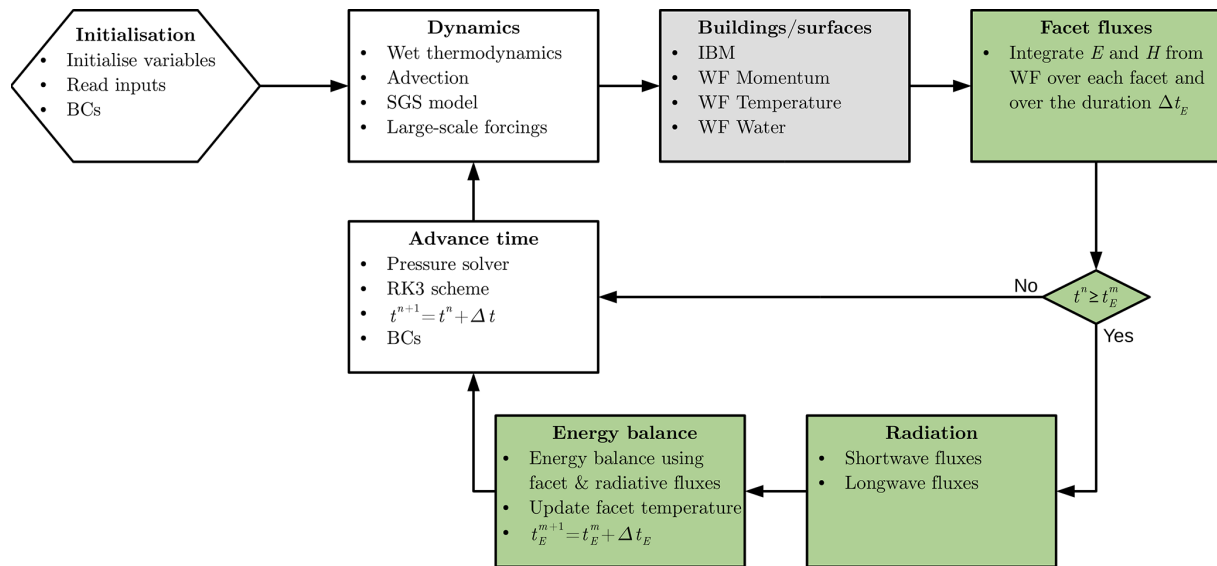 Initialisation
• Initialise variables
• Read inputs
• BCs
Dynamics
• Wet thermodynamics
• Advection
• SGS model
• Large-scale forcings
Buildings/surfaces
• IBM
• WF Momentum
• WF Temperature
• WF Water
Facet fluxes
• Integrate E and H from
WF over each facet and
over the duration Δt_E
Advance time
• Pressure solver
• RK3 scheme
• t^{n+1}=t^n+Δt
• BCs
No
t^n≥t_E^m
Yes
Energy balance
• Energy balance using
facet & radiative fluxes
• Update facet temperature
• t_E^{m+1}=t_E^m+Δt_E
Radiation
• Shortwave fluxes
• Longwave fluxes